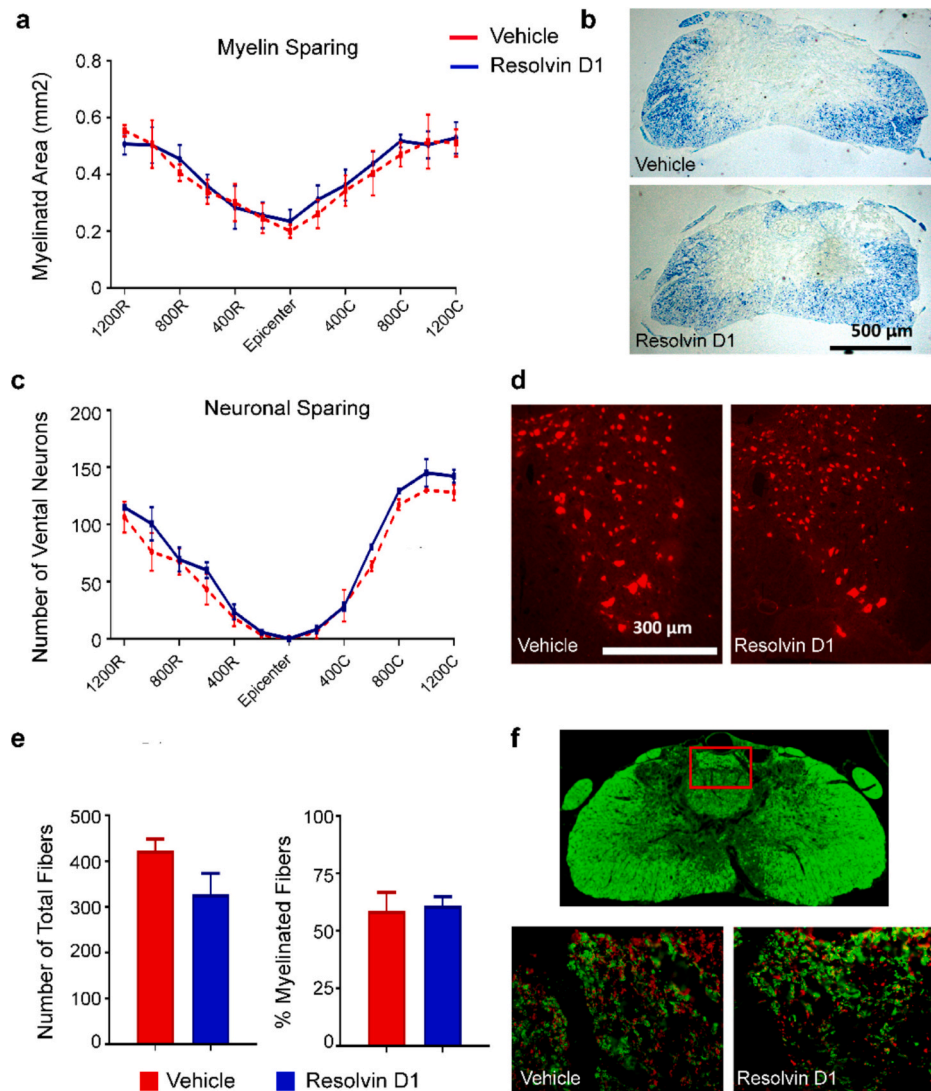 a
Myelin Sparing
Vehicle
Resolvin D1
Myelinatd Area (mm2)
0.8
0.6
0.4
0.2
0
1200R
800R
400R
Epicenter
400C
800C
1200C
b
Vehicle
Resolvin D1
500 µm
c
Neuronal Sparing
Number of Vental Neurons
200
150
100
50
0
1200R
800R
400R
Epicenter
400C
800C
1200C
d
Vehicle
300 µm
Resolvin D1
e
Number of Total Fibers
500
400
300
200
100
0
% Myelinated Fibers
100
75
50
25
0
Vehicle
Resolvin D1
f
Vehicle
Resolvin D1